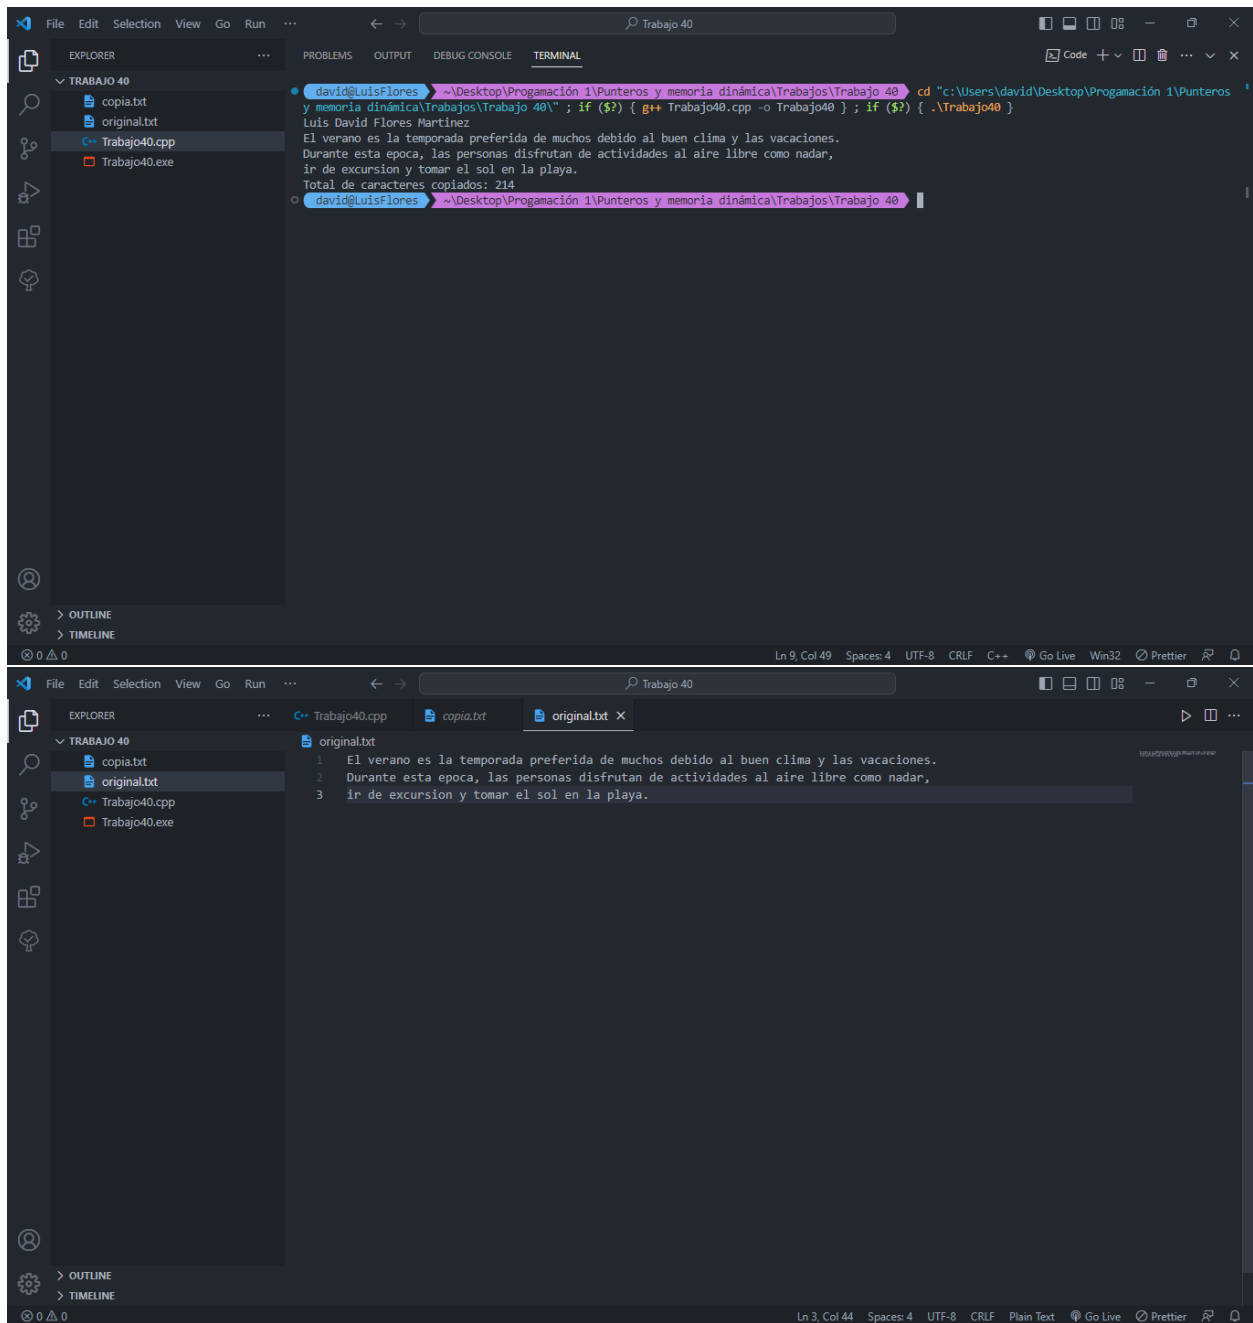 File Edit Selection View Go Run ··· Trabajo 40
EXPLORER ··· PROBLEMS OUTPUT DEBUG CONSOLE TERMINAL Code
TRABAJO 40
copia.txt
original.txt
Trabajo40.cpp
Trabajo40.exe
david@LuisFlores ~\Desktop\Progamación 1\Punteros y memoria dinámica\Trabajos\Trabajo 40 cd "c:\Users\david\Desktop\Progamación 1\Punteros
y memoria dinámica\Trabajos\Trabajo 40\" ; if ($?) { g++ Trabajo40.cpp -o Trabajo40 } ; if ($?) { .\Trabajo40 }
Luis David Flores Martinez
El verano es la temporada preferida de muchos debido al buen clima y las vacaciones.
Durante esta epoca, las personas disfrutan de actividades al aire libre como nadar,
ir de excursion y tomar el sol en la playa.
Total de caracteres copiados: 214
david@LuisFlores ~\Desktop\Progamación 1\Punteros y memoria dinámica\Trabajos\Trabajo 40
OUTLINE
TIMELINE
0 0 Ln 9, Col 49 Spaces: 4 UTF-8 CRLF C++ Go Live Win32 Prettier
File Edit Selection View Go Run ··· Trabajo 40
EXPLORER ··· C++ Trabajo40.cpp copia.txt original.txt
TRABAJO 40
copia.txt
original.txt
Trabajo40.cpp
Trabajo40.exe
original.txt
1 El verano es la temporada preferida de muchos debido al buen clima y las vacaciones.
2 Durante esta epoca, las personas disfrutan de actividades al aire libre como nadar,
3 ir de excursion y tomar el sol en la playa.
OUTLINE
TIMELINE
0 0 Ln 3, Col 44 Spaces: 4 UTF-8 CRLF Plain Text Go Live Prettier